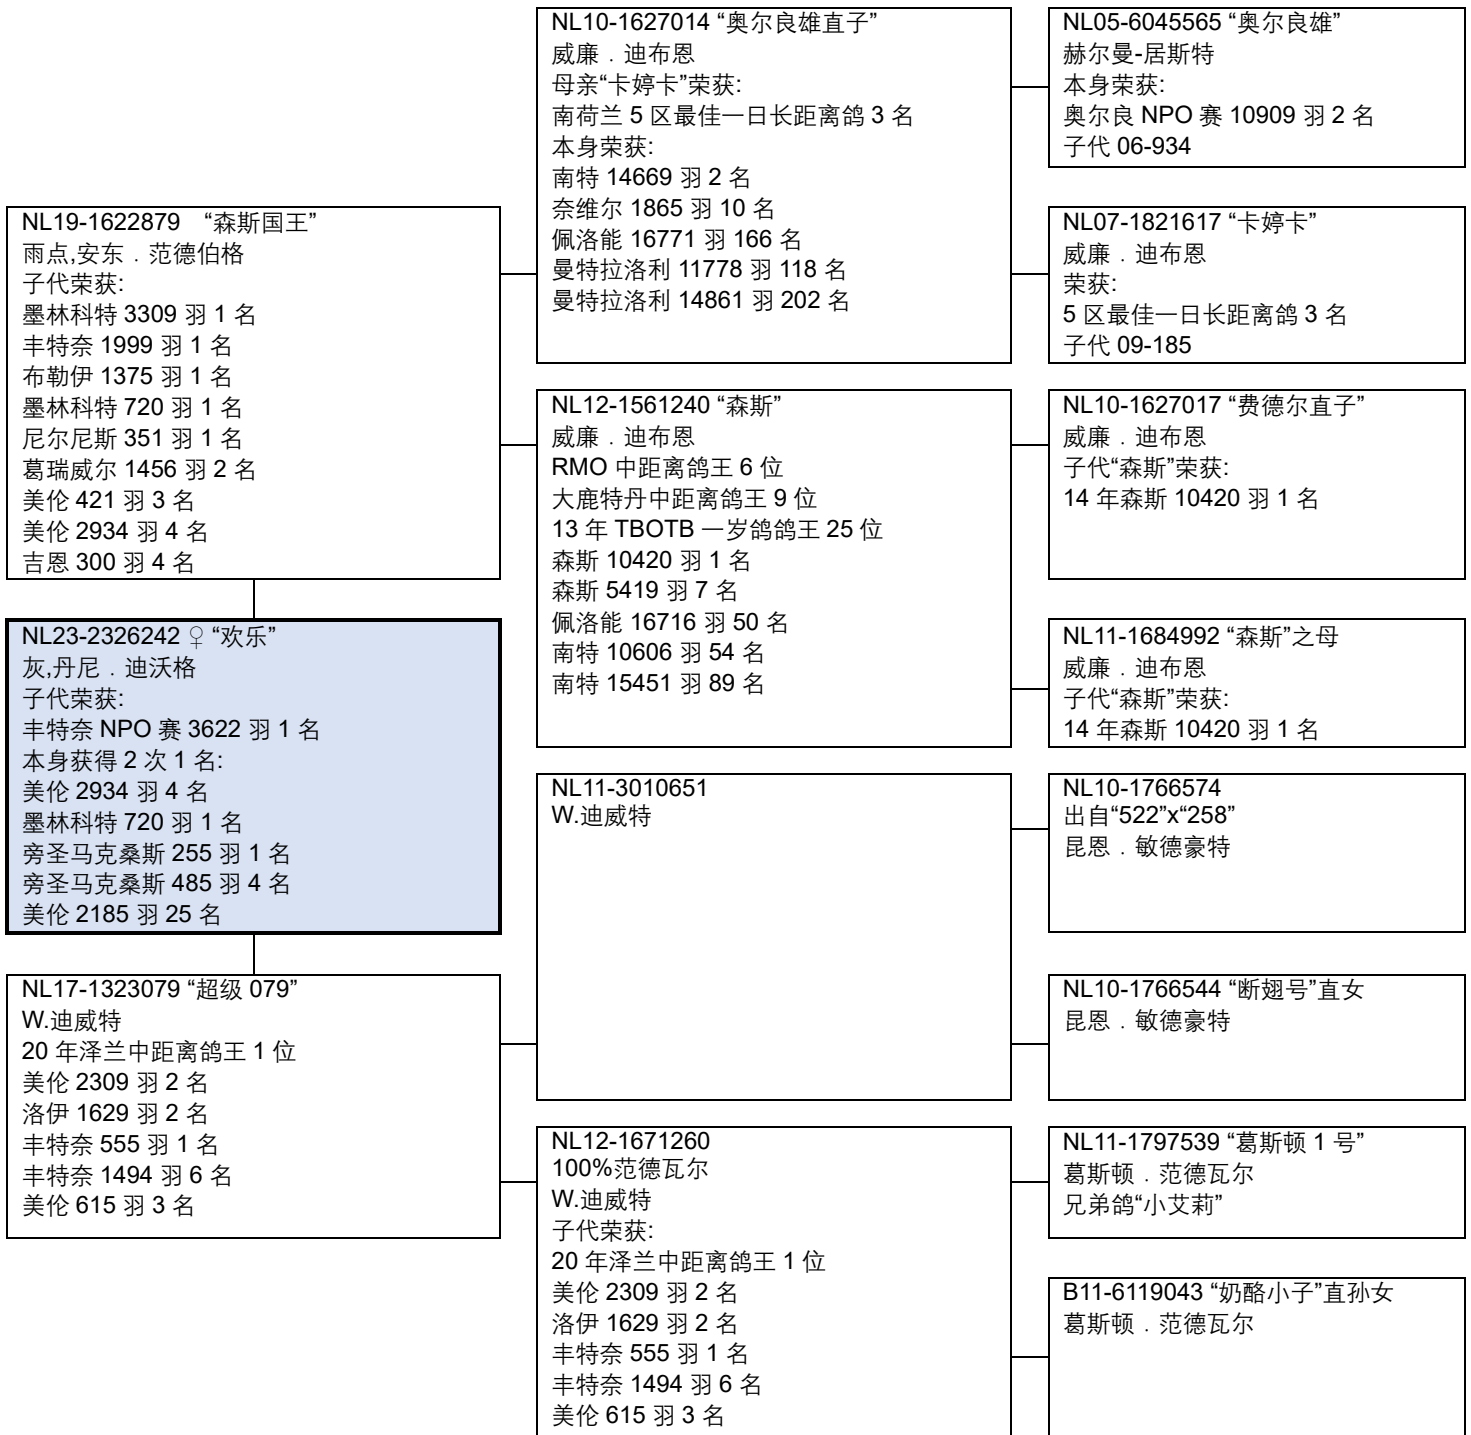 NL19-1622879 “森斯国王”
雨点,安东．范德伯格
子代荣获:
墨林科特 3309 羽 1 名
丰特奈 1999 羽 1 名
布勒伊 1375 羽 1 名
墨林科特 720 羽 1 名
尼尔尼斯 351 羽 1 名
葛瑞威尔 1456 羽 2 名
美伦 421 羽 3 名
美伦 2934 羽 4 名
吉恩 300 羽 4 名
NL23-2326242 ♀ “欢乐”
灰,丹尼．迪沃格
子代荣获:
丰特奈 NPO 赛 3622 羽 1 名
本身获得 2 次 1 名:
美伦 2934 羽 4 名
墨林科特 720 羽 1 名
旁圣马克桑斯 255 羽 1 名
旁圣马克桑斯 485 羽 4 名
美伦 2185 羽 25 名
NL17-1323079 “超级 079”
W.迪威特
20 年泽兰中距离鸽王 1 位
美伦 2309 羽 2 名
洛伊 1629 羽 2 名
丰特奈 555 羽 1 名
丰特奈 1494 羽 6 名
美伦 615 羽 3 名
NL10-1627014 “奥尔良雄直子”
威廉．迪布恩
母亲“卡婷卡”荣获:
南荷兰 5 区最佳一日长距离鸽 3 名
本身荣获:
南特 14669 羽 2 名
奈维尔 1865 羽 10 名
佩洛能 16771 羽 166 名
曼特拉洛利 11778 羽 118 名
曼特拉洛利 14861 羽 202 名
NL12-1561240 “森斯”
威廉．迪布恩
RMO 中距离鸽王 6 位
大鹿特丹中距离鸽王 9 位
13 年 TBOTB 一岁鸽鸽王 25 位
森斯 10420 羽 1 名
森斯 5419 羽 7 名
佩洛能 16716 羽 50 名
南特 10606 羽 54 名
南特 15451 羽 89 名
NL11-3010651
W.迪威特
NL12-1671260
100%范德瓦尔
W.迪威特
子代荣获:
20 年泽兰中距离鸽王 1 位
美伦 2309 羽 2 名
洛伊 1629 羽 2 名
丰特奈 555 羽 1 名
丰特奈 1494 羽 6 名
美伦 615 羽 3 名
NL05-6045565 “奥尔良雄”
赫尔曼-居斯特
本身荣获:
奥尔良 NPO 赛 10909 羽 2 名
子代 06-934
NL07-1821617 “卡婷卡”
威廉．迪布恩
荣获:
5 区最佳一日长距离鸽 3 名
子代 09-185
NL10-1627017 “费德尔直子”
威廉．迪布恩
子代“森斯”荣获:
14 年森斯 10420 羽 1 名
NL11-1684992 “森斯”之母
威廉．迪布恩
子代“森斯”荣获:
14 年森斯 10420 羽 1 名
NL10-1766574
出自“522”x“258”
昆恩．敏德豪特
NL10-1766544 “断翅号”直女
昆恩．敏德豪特
NL11-1797539 “葛斯顿 1 号”
葛斯顿．范德瓦尔
兄弟鸽“小艾莉”
B11-6119043 “奶酪小子”直孙女
葛斯顿．范德瓦尔